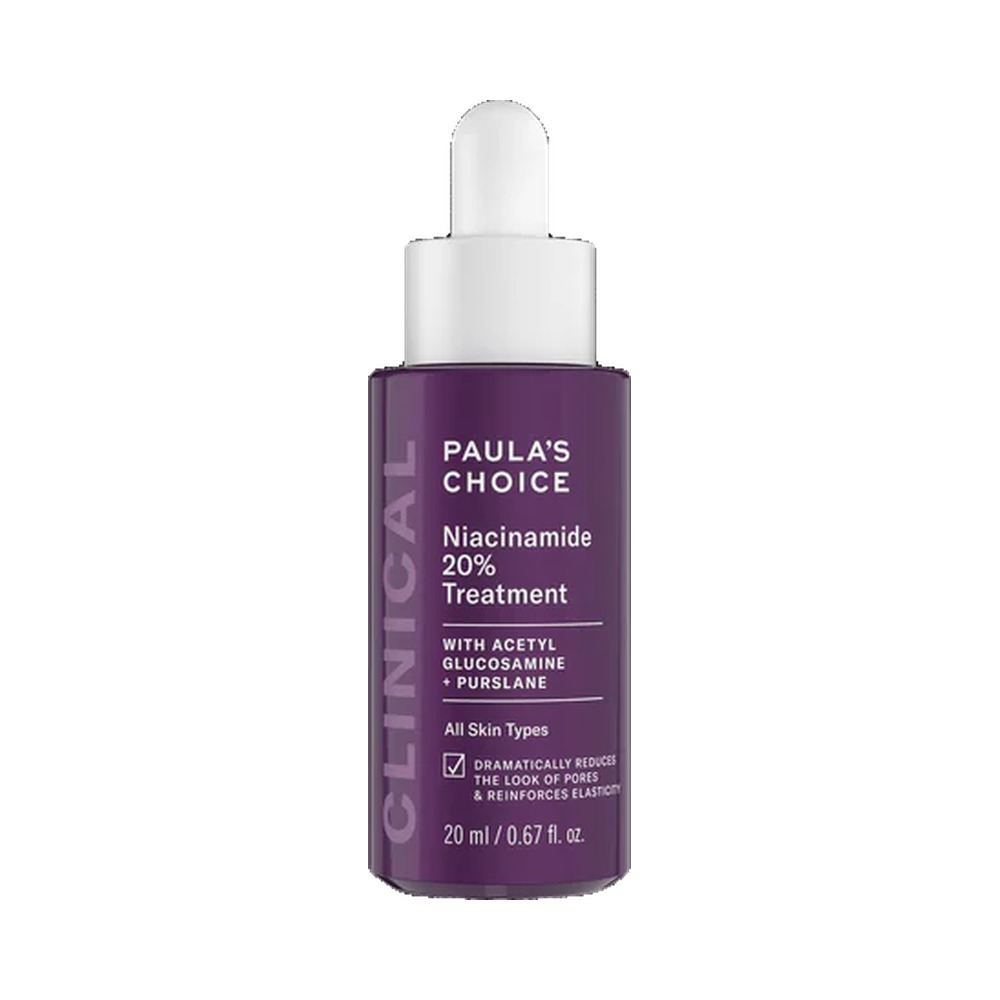 CLINICAL
PAULA'S
CHOICE
Niacinamide
20%
Treatment
WITH ACETYL
GLUCOSAMINE
+ PURSLANE
All Skin Types
DRAMATICALLY REDUCES
THE LOOK OF PORES
& REINFORCES ELASTICITY
20 ml / 0.67 fl. oz.